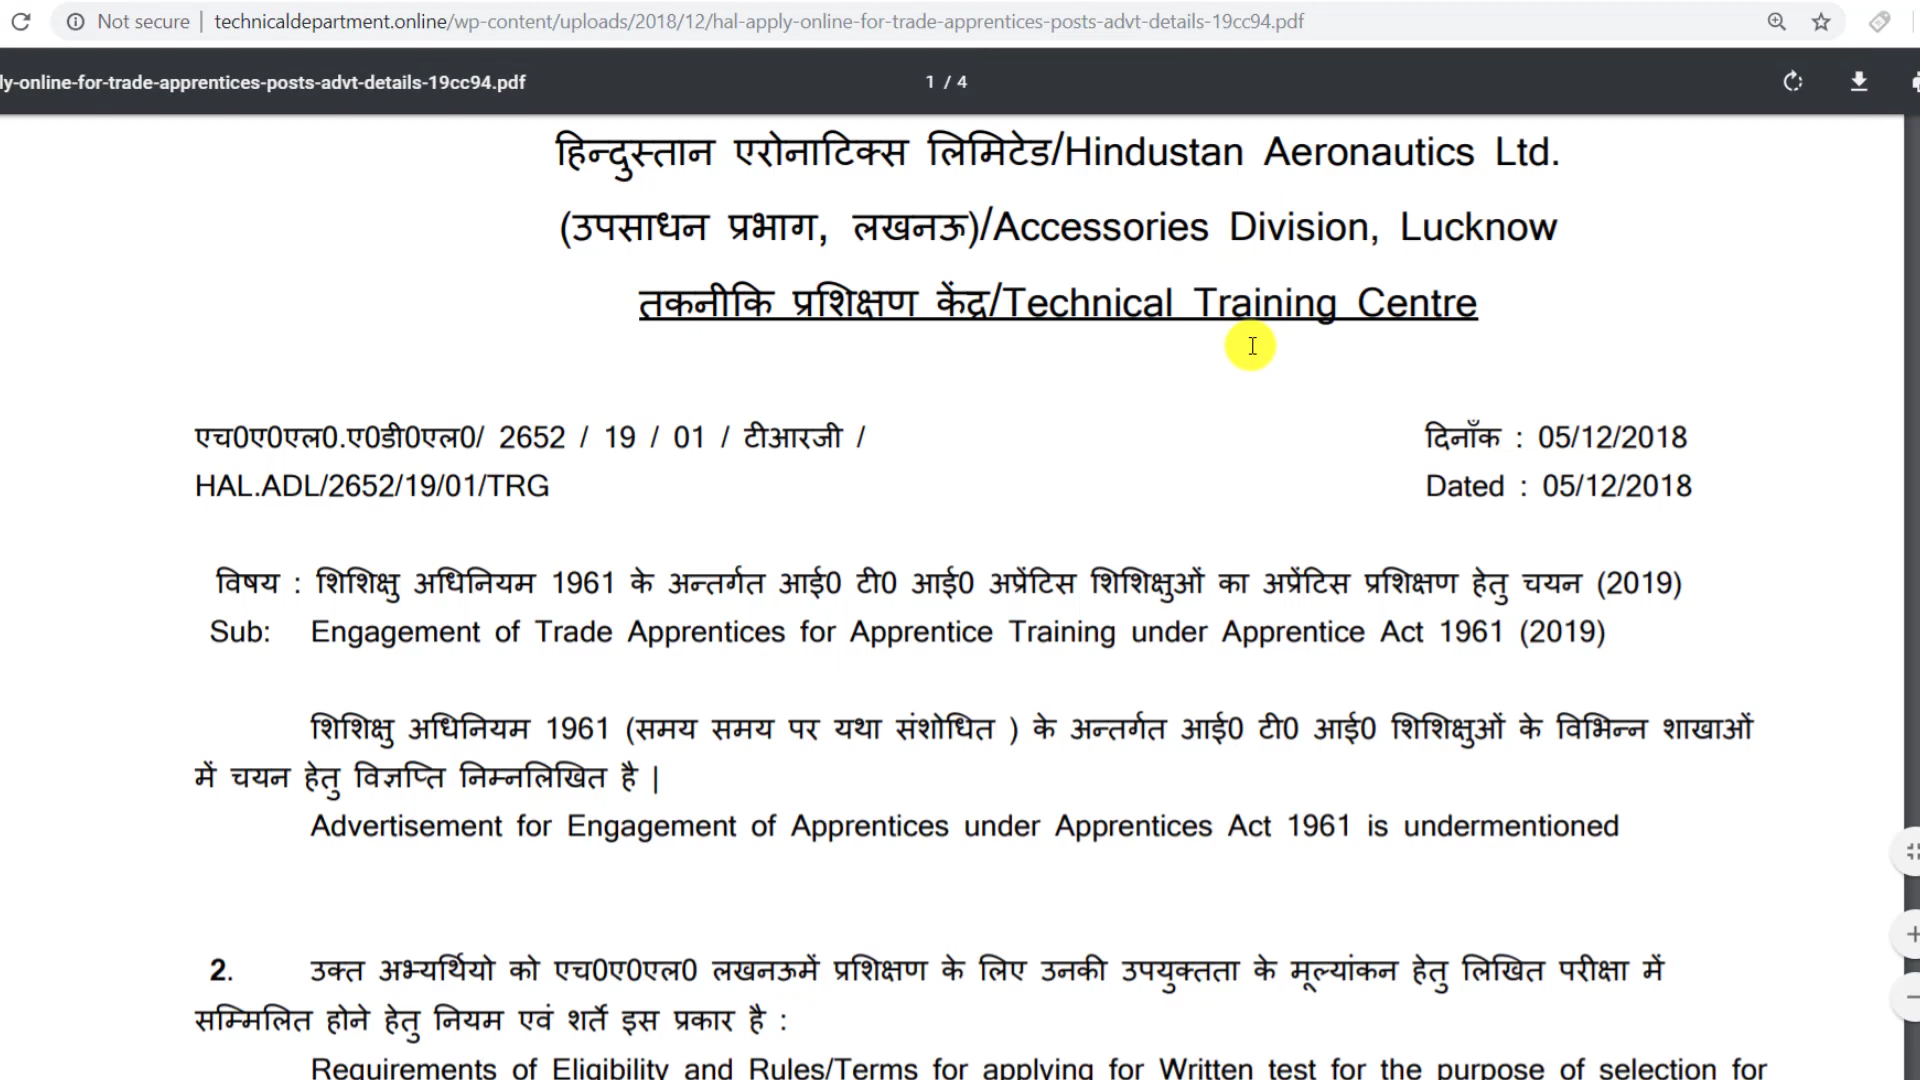 Not secure | technicaldepartment.online/wp-content/uploads/2018/12/hal-apply-online-for-trade-apprentices-posts-advt-details-19cc94.pdf
ly-online-for-trade-apprentices-posts-advt-details-19cc94.pdf 1 / 4
हिन्दुस्तान एरोनाटिक्स लिमिटेड/Hindustan Aeronautics Ltd.
(उपसाधन प्रभाग, लखनऊ)/Accessories Division, Lucknow
तकनीकि प्रशिक्षण केंद्र/Technical Training Centre
एच0ए0एल0.ए0डी0एल0/ 2652 / 19 / 01 / टीआरजी / दिनाँक : 05/12/2018
HAL.ADL/2652/19/01/TRG Dated : 05/12/2018
विषय : शिशिक्षु अधिनियम 1961 के अन्तर्गत आई0 टी0 आई0 अप्रेंटिस शिशिक्षुओं का अप्रेंटिस प्रशिक्षण हेतु चयन (2019)
Sub: Engagement of Trade Apprentices for Apprentice Training under Apprentice Act 1961 (2019)
शिशिक्षु अधिनियम 1961 (समय समय पर यथा संशोधित ) के अन्तर्गत आई0 टी0 आई0 शिशिक्षुओं के विभिन्न शाखाओं
में चयन हेतु विज्ञप्ति निम्नलिखित है |
Advertisement for Engagement of Apprentices under Apprentices Act 1961 is undermentioned
2. उक्त अभ्यर्थियो को एच0ए0एल0 लखनऊमें प्रशिक्षण के लिए उनकी उपयुक्तता के मूल्यांकन हेतु लिखित परीक्षा में
सम्मिलित होने हेतु नियम एवं शर्ते इस प्रकार है :
Requirements of Eligibility and Rules/Terms for applying for Written test for the purpose of selection for